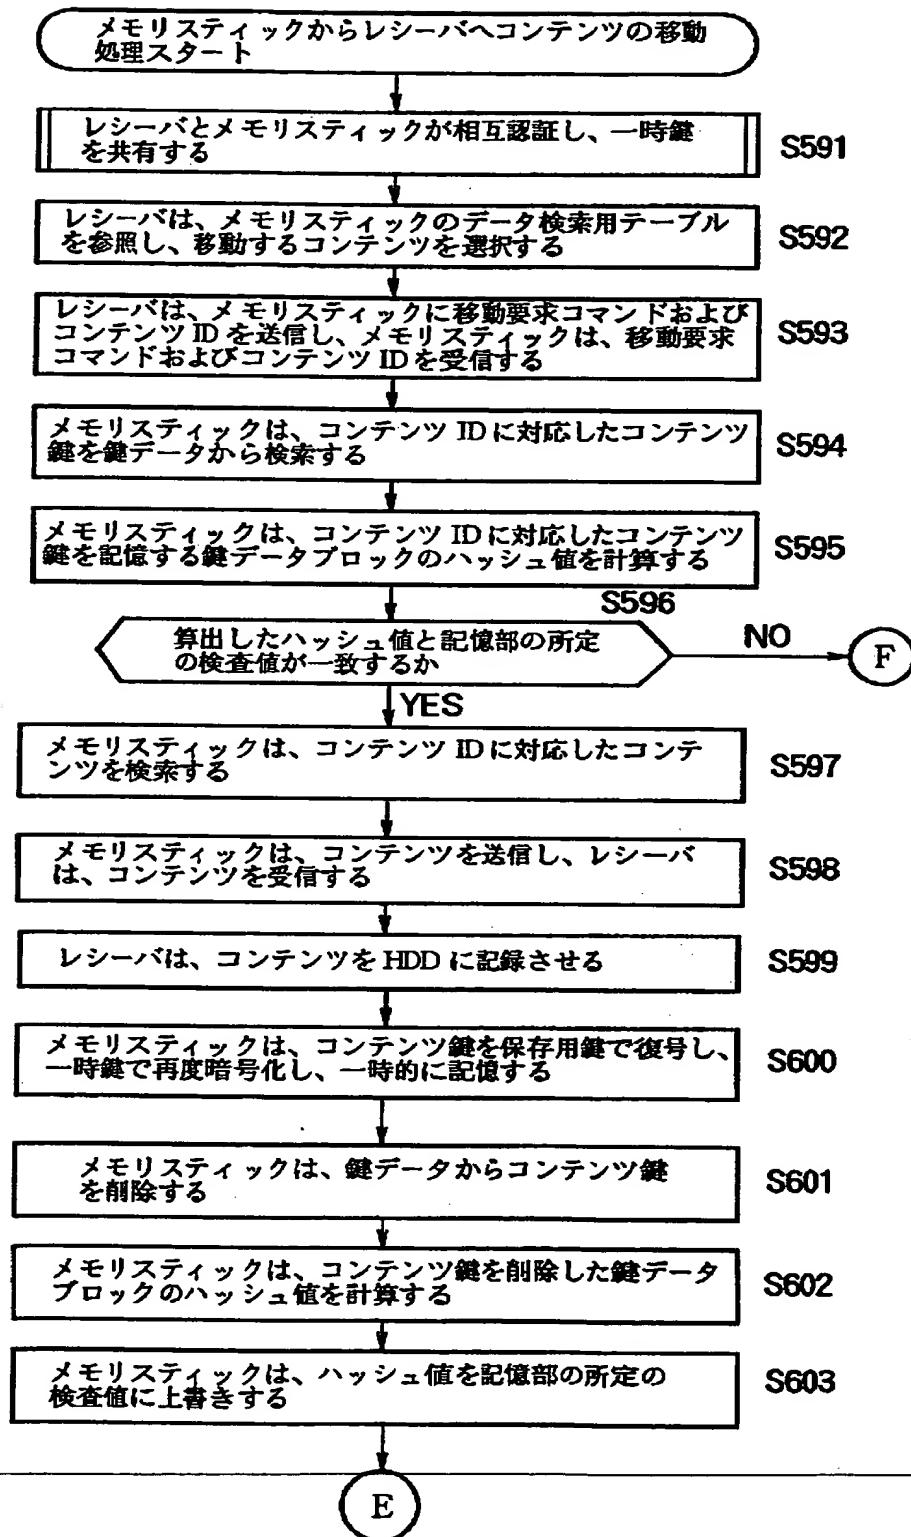 メモリスティックからレシーバへコンテンツの移動
処理スタート
レシーバとメモリスティックが相互認証し、一時鍵
を共有する
S591
レシーバは、メモリスティックのデータ検索用テーブル
を参照し、移動するコンテンツを選択する
S592
レシーバは、メモリスティックに移動要求コマンドおよび
コンテンツ IDを送信し、メモリスティックは、移動要求
コマンドおよびコンテンツ IDを受信する
S593
メモリスティックは、コンテンツ IDに対応したコンテンツ
鍵を鍵データから検索する
S594
メモリスティックは、コンテンツ IDに対応したコンテンツ
鍵を記憶する鍵データブロックのハッシュ値を計算する
S595
S596
算出したハッシュ値と記憶部の所定
の検査値が一致するか
NO
F
YES
メモリスティックは、コンテンツ IDに対応したコンテ
ンツを検索する
S597
メモリスティックは、コンテンツを送信し、レシーバ
は、コンテンツを受信する
S598
レシーバは、コンテンツを HDD に記録させる
S599
メモリスティックは、コンテンツ鍵を保存用鍵で復号し、
一時鍵で再度暗号化し、一時的に記憶する
S600
メモリスティックは、鍵データからコンテンツ鍵
を削除する
S601
メモリスティックは、コンテンツ鍵を削除した鍵データ
ブロックのハッシュ値を計算する
S602
メモリスティックは、ハッシュ値を記憶部の所定の
検査値に上書きする
S603
E